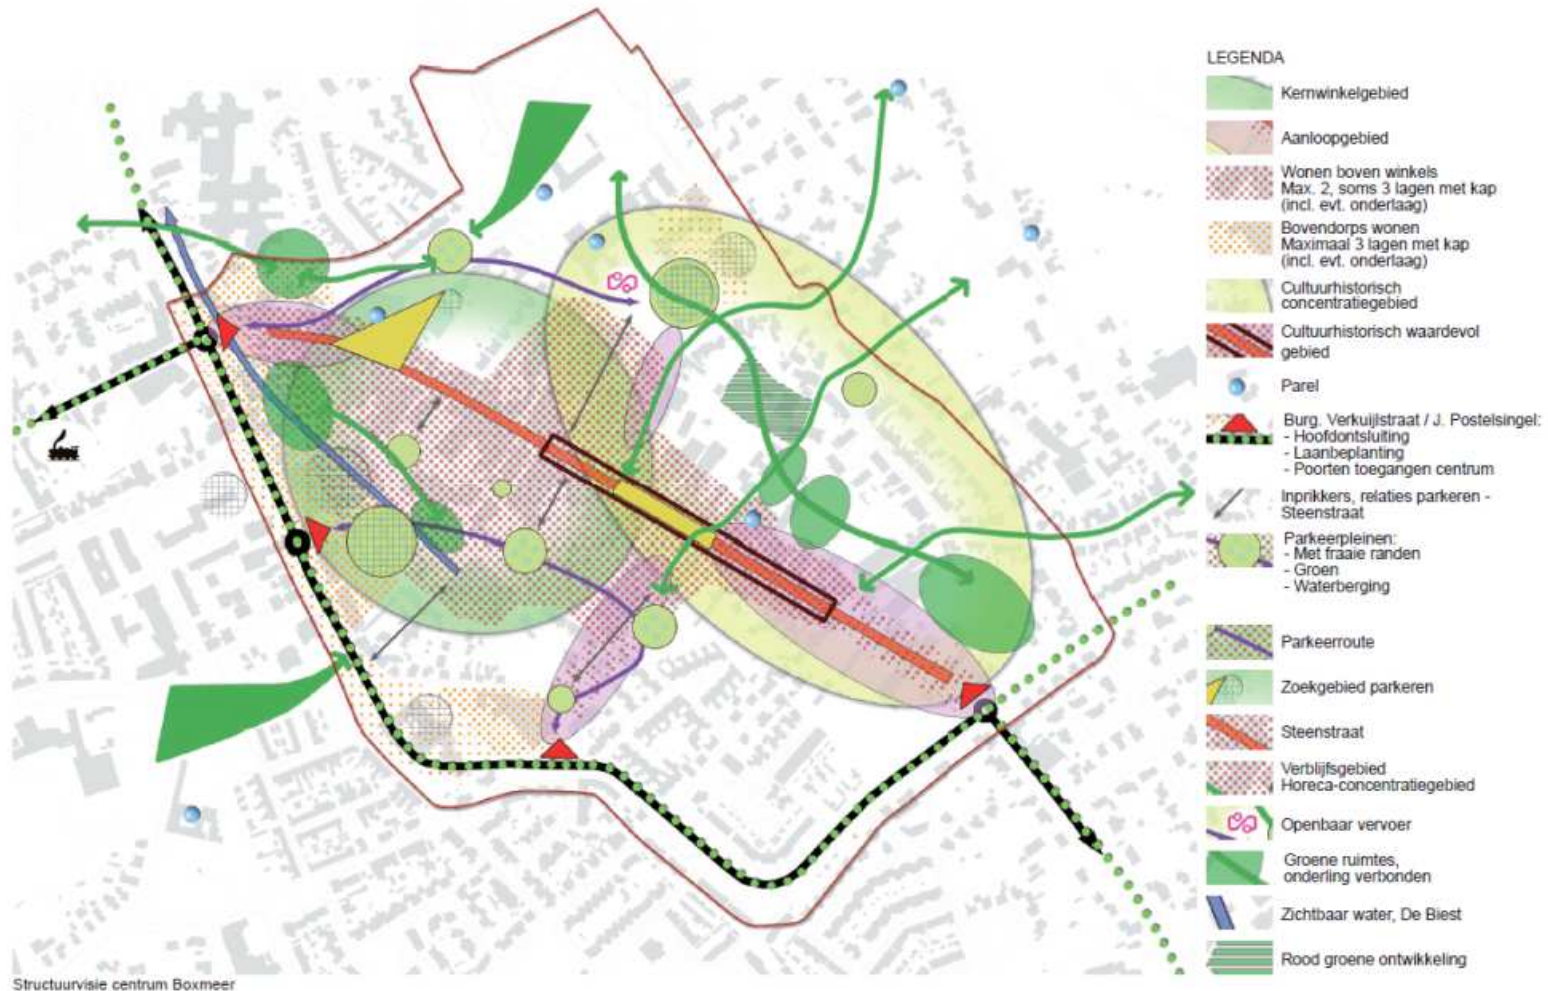 LEGENDA
Kernwinkelgebied
Aanloopgebied
Wonen boven winkels
Max. 2, soms 3 lagen met kap
(incl. evt. onderlaag)
Bovendorps wonen
Maximaal 3 lagen met kap
(incl. evt. onderlaag)
Cultuurhistorisch
concentratiegebied
Cultuurhistorisch waardevol
gebied
Parel
Burg. Verkuijlstraat / J. Postelsingel:
- Hoofdontsluiting
- Laanbeplanting
- Poorten toegangen centrum
Inprikkers, relaties parkeren -
Steenstraat
Parkeerpleinen:
- Met fraaie randen
- Groen
- Waterberging
Parkeerroute
Zoekgebied parkeren
Steenstraat
Verblijfsgebied
Horeca-concentratiegebied
Openbaar vervoer
Groene ruimtes,
onderling verbonden
Zichtbaar water, De Biest
Rood groene ontwikkeling
Structuurvisie centrum Boxmeer